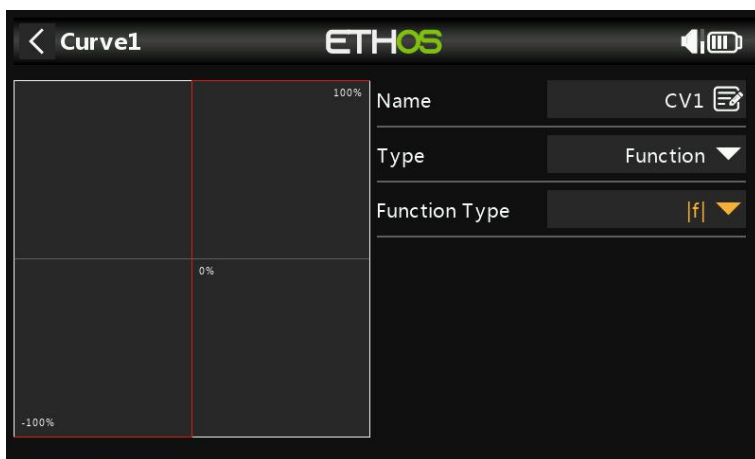 Curve1
ETHOS
100%
0%
-100%
Name CV1
Type Function
Function Type |f|